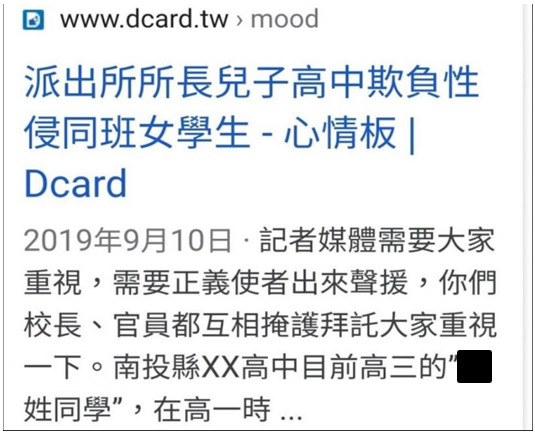 www.dcard.tw › mood
派出所所長兒子高中欺負性
侵同班女學生 - 心情板 |
Dcard
2019年9月10日 · 記者媒體需要大家
重視，需要正義使者出來聲援，你們
校長、官員都互相掩護拜託大家重視
一下。南投縣XX高中目前高三的”
姓同學”，在高一時 ...